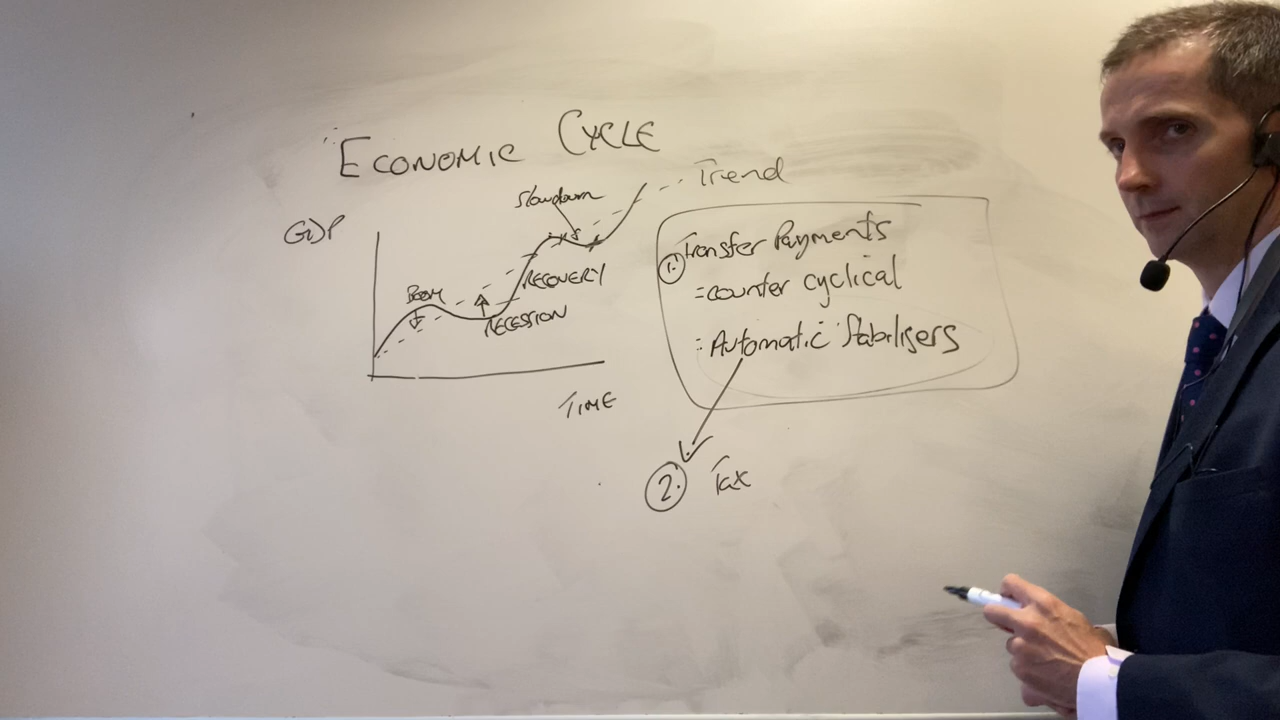 ECONOMIC CYCLE
Trend
Slowdown
GDP
BOOM
RECOVERY
RECESSION
TIME
1. Transfer Payments
= counter cyclical
= Automatic Stabilisers
2. Tax